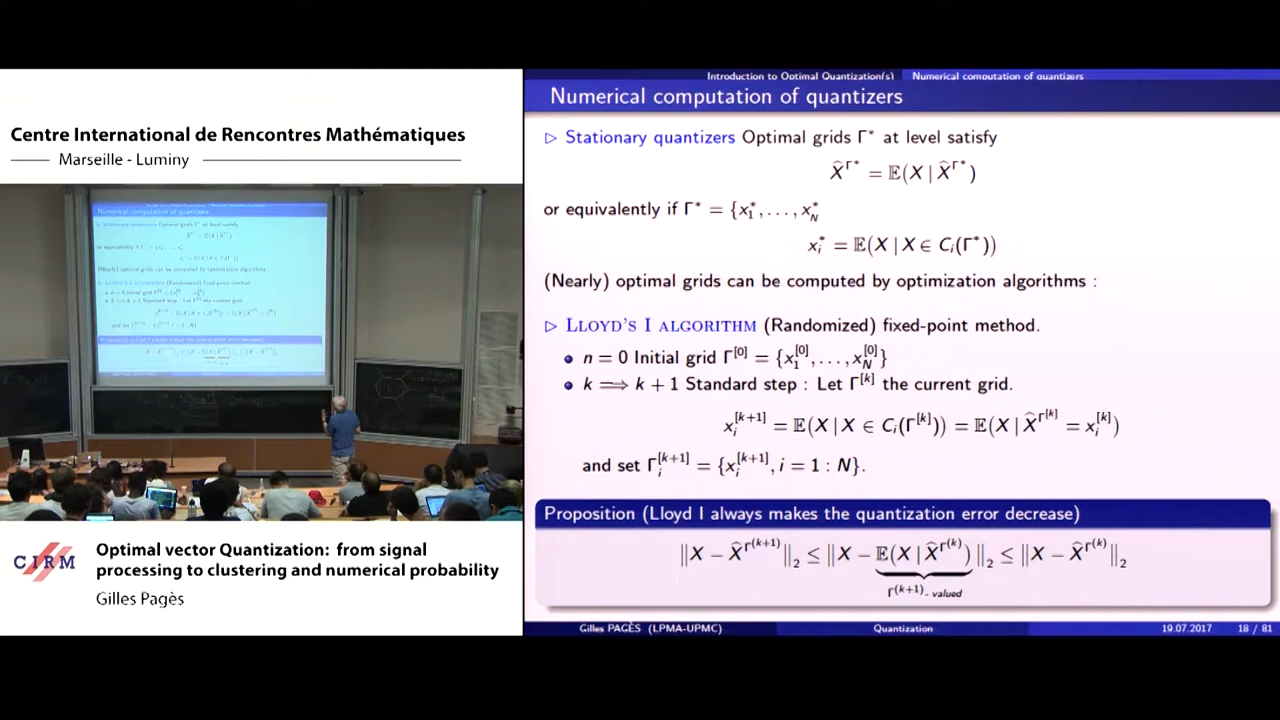 Centre International de Rencontres Mathématiques
Marseille - Luminy
CIRM
Optimal vector Quantization: from signal
processing to clustering and numerical probability
Gilles Pagès
Introduction to Optimal Quantization(s) Numerical computation of quantizers
Numerical computation of quantizers
▷ Stationary quantizers Optimal grids Γ* at level satisfy
X̂^{Γ*} = 𝔼(X | X̂^{Γ*})
or equivalently if Γ* = {x₁*, . . . , x_N*
x_i* = 𝔼(X | X ∈ C_i(Γ*))
(Nearly) optimal grids can be computed by optimization algorithms :
▷ Lloyd's I algorithm (Randomized) fixed-point method.
• n = 0 Initial grid Γ^{[0]} = {x₁^{[0]}, . . . , x_N^{[0]}}
• k ⟹ k + 1 Standard step : Let Γ^{[k]} the current grid.
x_i^{[k+1]} = 𝔼(X | X ∈ C_i(Γ^{[k]})) = 𝔼(X | X̂^{Γ^{[k]}} = x_i^{[k]})
and set Γ_i^{[k+1]} = {x_i^{[k+1]}, i = 1 : N}.
Proposition (Lloyd I always makes the quantization error decrease)
‖X − X̂^{Γ^{(k+1)}}‖₂ ≤ ‖X − 𝔼(X | X̂^{Γ^{(k)}})‖₂ ≤ ‖X − X̂^{Γ^{(k)}}‖₂
Γ^{(k+1)}- valued
Gilles PAGÈS (LPMA-UPMC) Quantization 19.07.2017 18 / 81